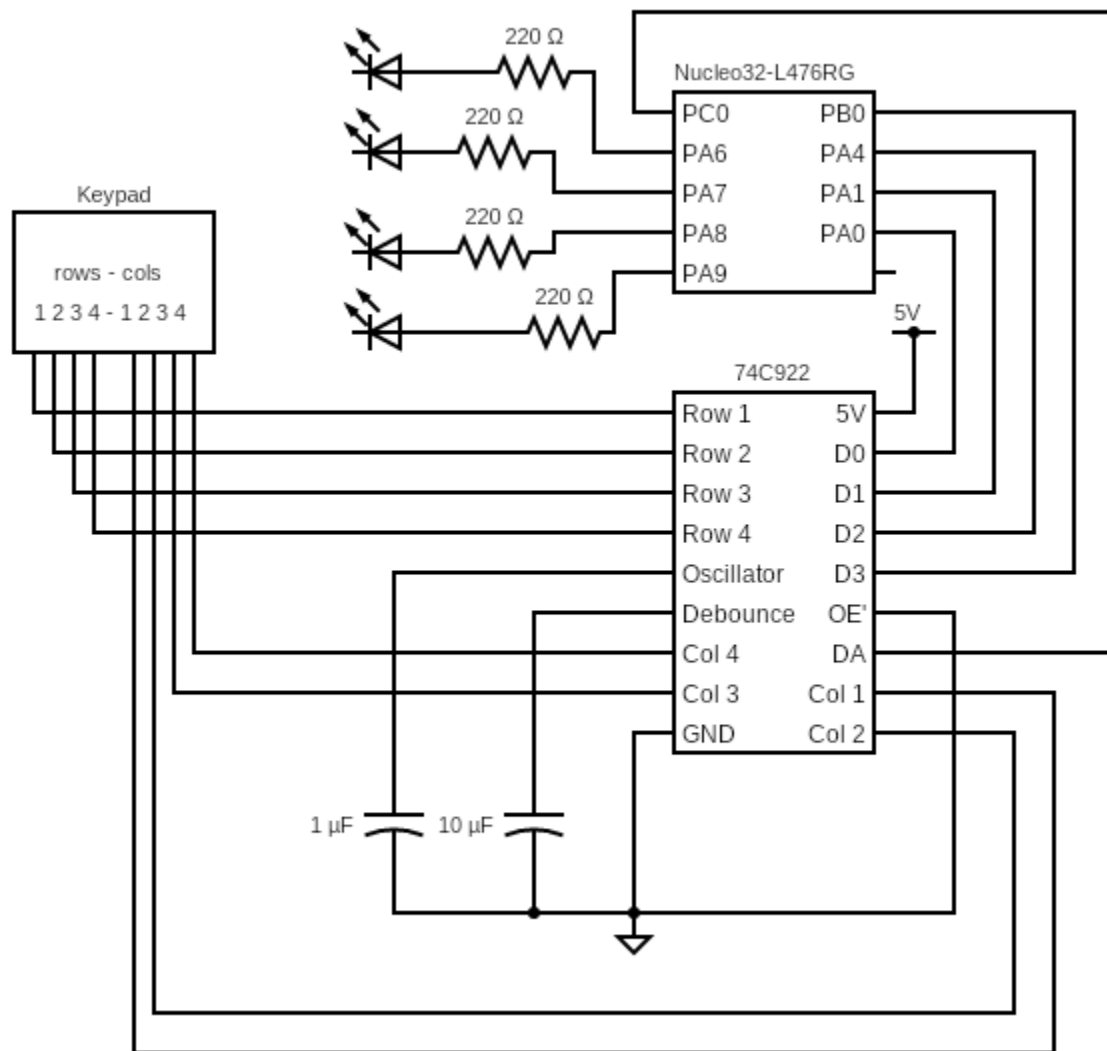 220 Ω
Nucleo32-L476RG
PC0 PB0
220 Ω
PA6 PA4
PA7 PA1
Keypad
220 Ω
PA8 PA0
rows - cols
PA9
220 Ω
1 2 3 4 - 1 2 3 4
5V
74C922
Row 1 5V
Row 2 D0
Row 3 D1
Row 4 D2
Oscillator D3
Debounce OE'
Col 4 DA
Col 3 Col 1
GND Col 2
1 µF 10 µF